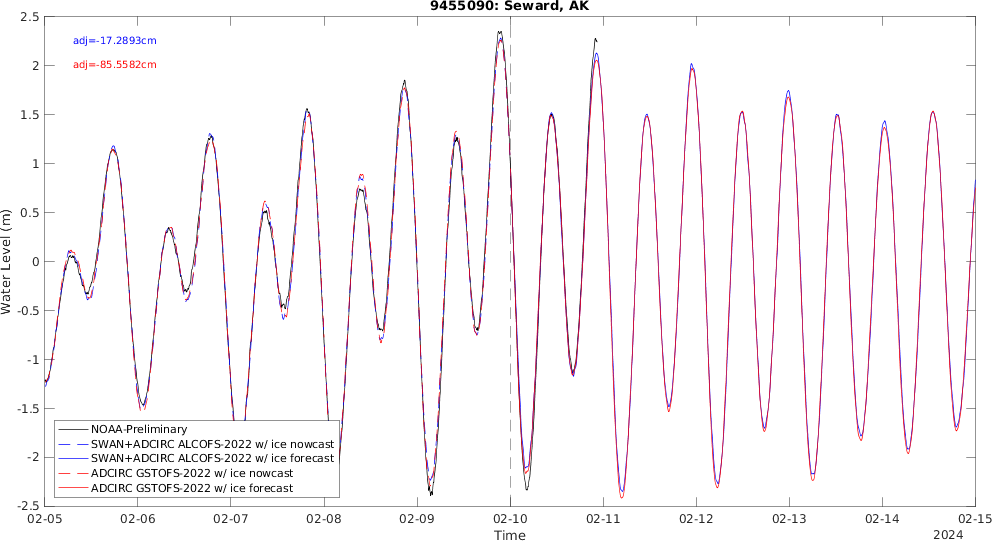 9455090: Seward, AK
adj=-17.2893cm
adj=-85.5582cm
2.5
2
1.5
1
0.5
0
-0.5
-1
-1.5
-2
-2.5
Water Level (m)
NOAA-Preliminary
SWAN+ADCIRC ALCOFS-2022 w/ ice nowcast
SWAN+ADCIRC ALCOFS-2022 w/ ice forecast
ADCIRC GSTOFS-2022 w/ ice nowcast
ADCIRC GSTOFS-2022 w/ ice forecast
02-05 02-06 02-07 02-08 02-09 02-10 02-11 02-12 02-13 02-14 02-15
Time
2024